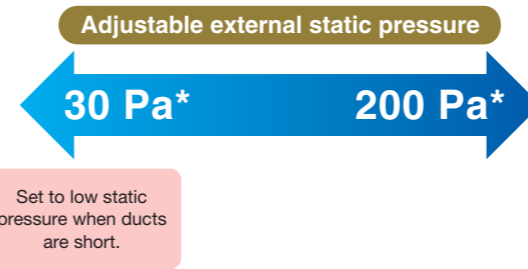 Adjustable external static pressure
30 Pa*
200 Pa*
Set to low static
pressure when ducts
are short.